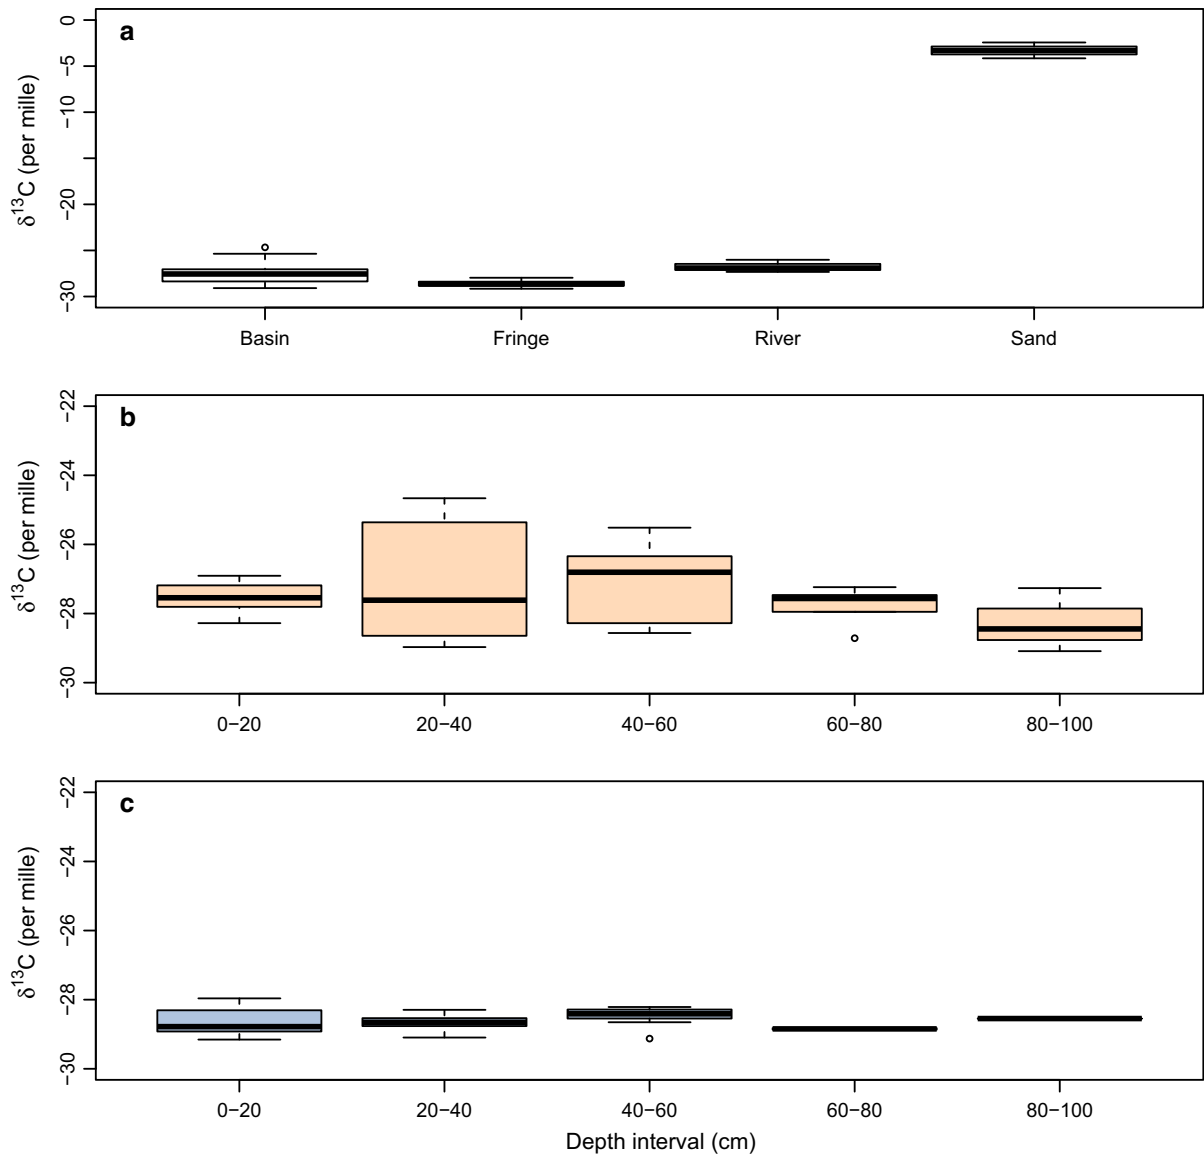 a
δ13C (per mille)
0
−5
−10
−20
−30
Basin
Fringe
River
Sand
b
δ13C (per mille)
−22
−24
−26
−28
−30
0−20
20−40
40−60
60−80
80−100
c
δ13C (per mille)
−22
−24
−26
−28
−30
0−20
20−40
40−60
60−80
80−100
Depth interval (cm)